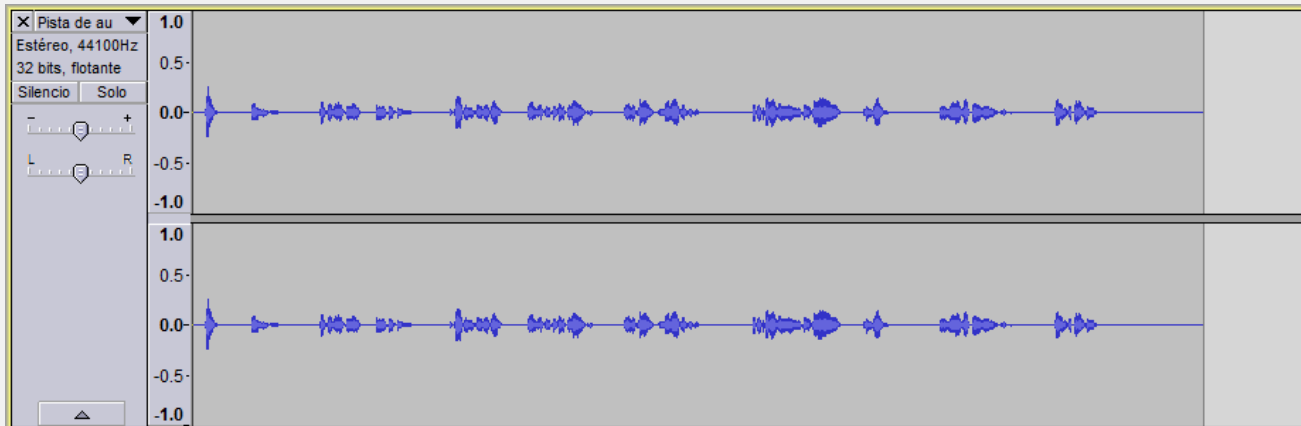 X Pista de au
Estéreo, 44100Hz
32 bits, flotante
Silencio Solo
- +
L R
1.0
0.5-
0.0-
-0.5-
-1.0
1.0
0.5-
0.0-
-0.5-
-1.0